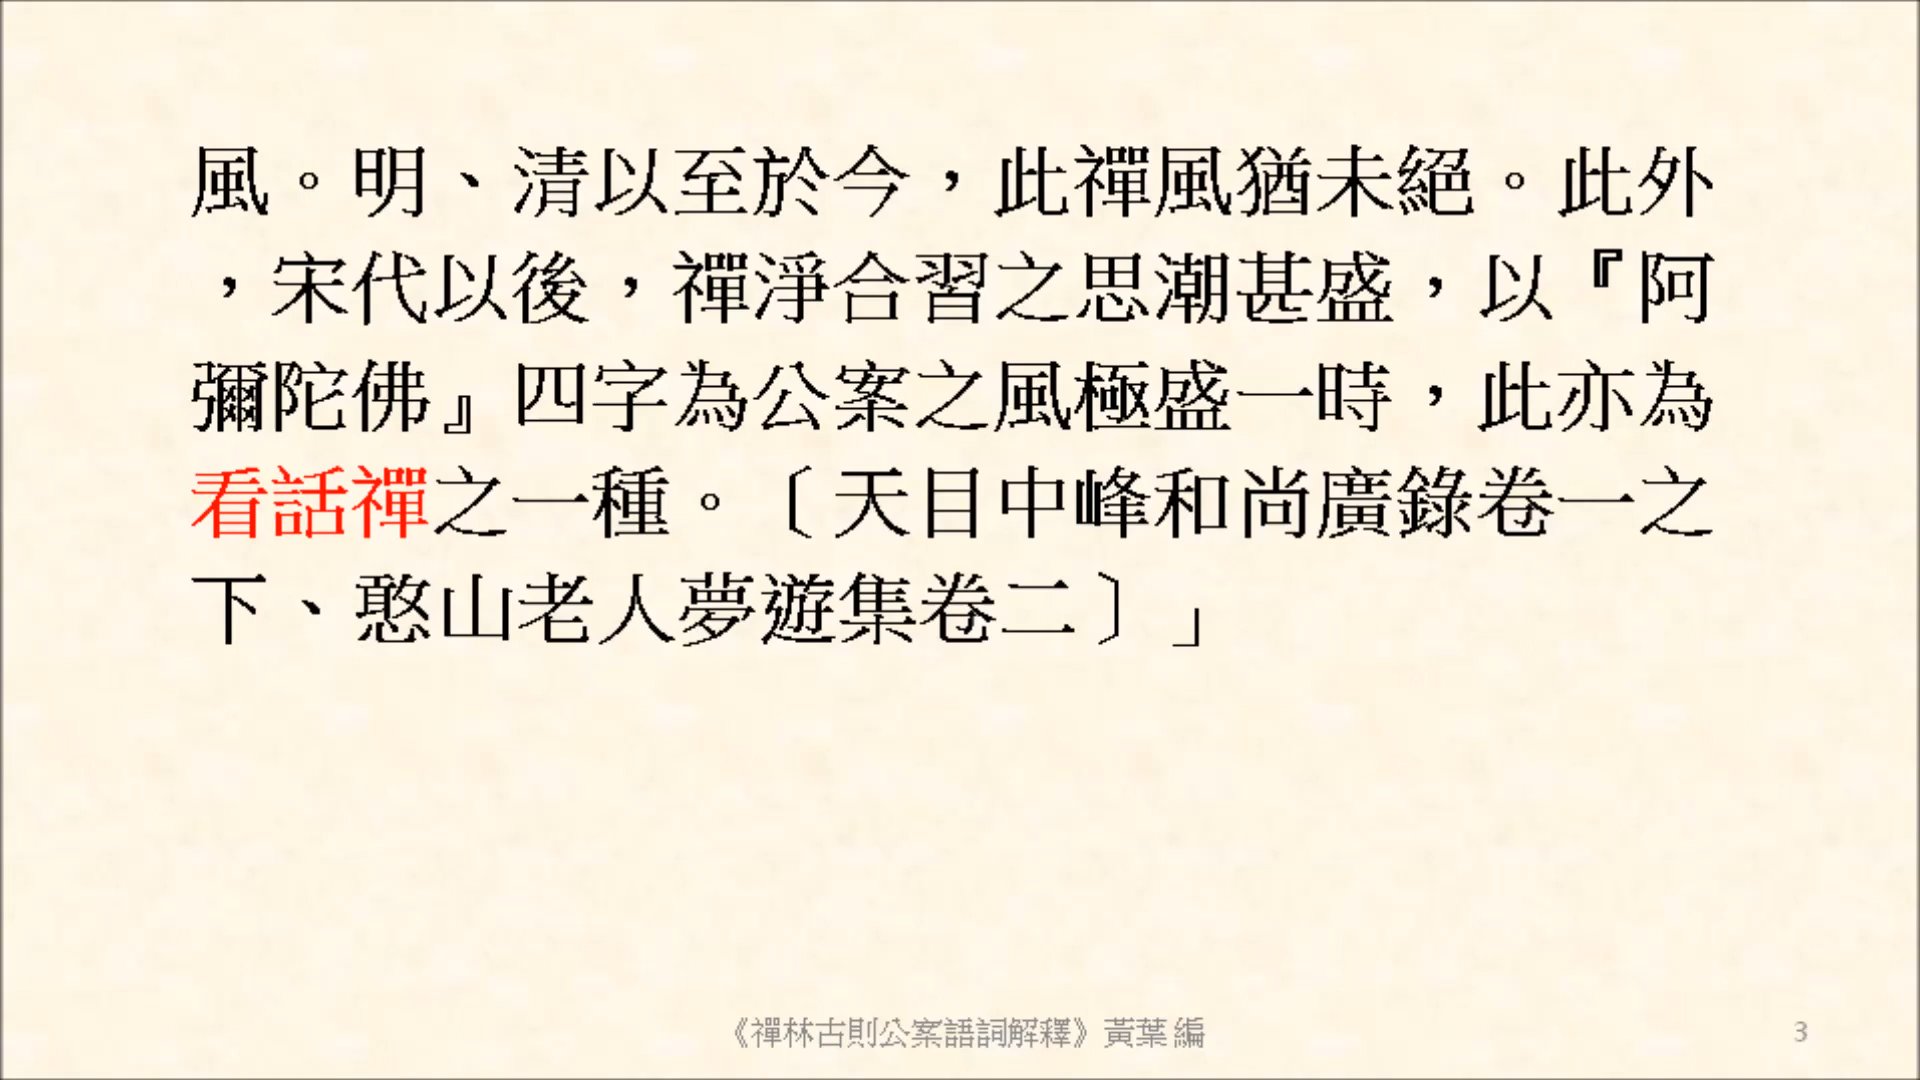 風。明、清以至於今，此禪風猶未絕。此外
，宋代以後，禪淨合習之思潮甚盛，以『阿
彌陀佛』四字為公案之風極盛一時，此亦為
看話禪之一種。〔天目中峰和尚廣錄卷一之
下、憨山老人夢遊集卷二〕」
《禪林古則公案語詞解釋》黃葉 編
3